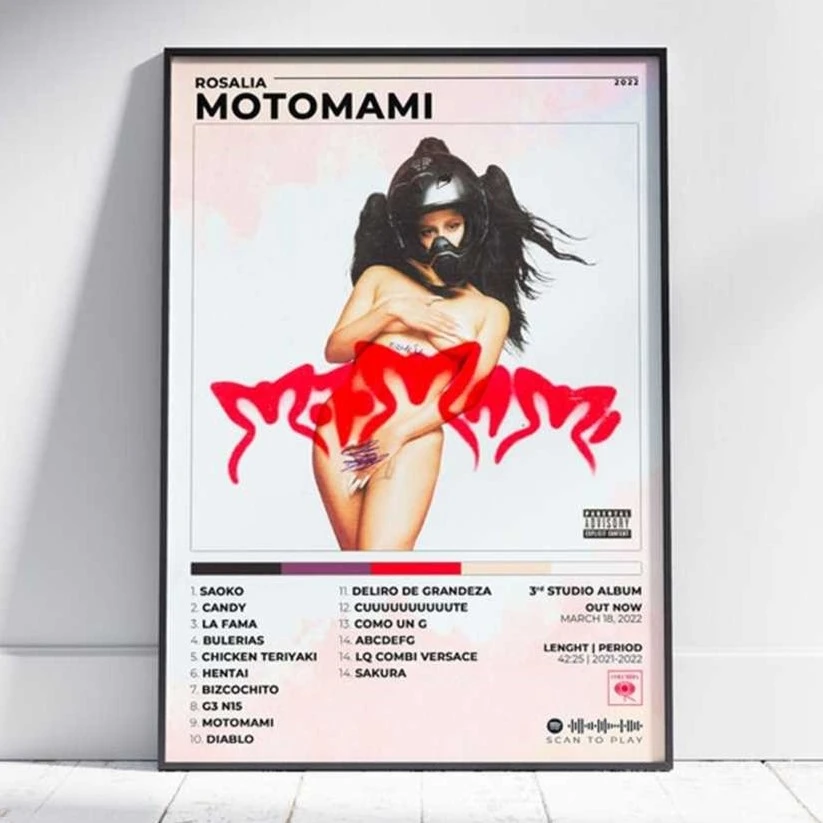 ROSALIA
2022
MOTOMAMI
MOTOMAMI
PARENTAL
ADVISORY
EXPLICIT CONTENT
1. SAOKO
2. CANDY
3. LA FAMA
4. BULERIAS
5. CHICKEN TERIYAKI
6. HENTAI
7. BIZCOCHITO
8. G3 N15
9. MOTOMAMI
10. DIABLO
11. DELIRO DE GRANDEZA
12. CUUUUUUUUUUTE
13. COMO UN G
14. ABCDEFG
14. LQ COMBI VERSACE
14. SAKURA
3rd STUDIO ALBUM
OUT NOW
MARCH 18, 2022
LENGHT | PERIOD
42:25 | 2021-2022
COLUMBIA
SCAN TO PLAY